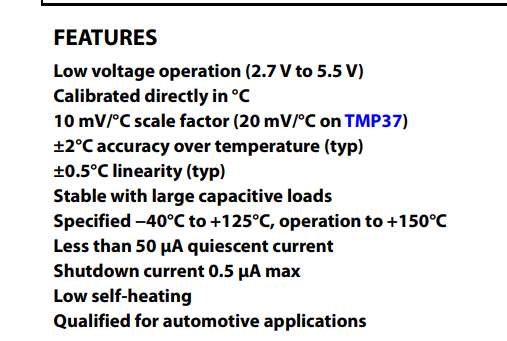 FEATURES
Low voltage operation (2.7 V to 5.5 V)
Calibrated directly in °C
10 mV/°C scale factor (20 mV/°C on TMP37)
±2°C accuracy over temperature (typ)
±0.5°C linearity (typ)
Stable with large capacitive loads
Specified −40°C to +125°C, operation to +150°C
Less than 50 μA quiescent current
Shutdown current 0.5 μA max
Low self-heating
Qualified for automotive applications